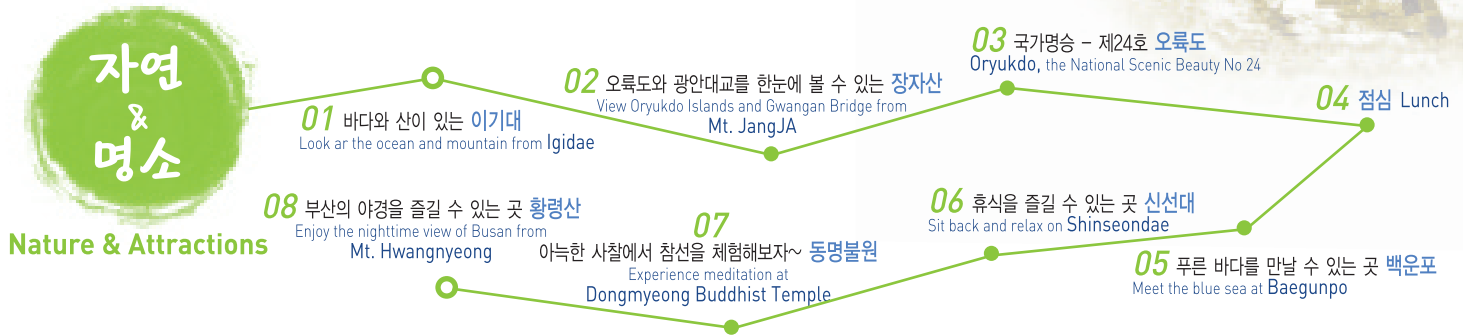 자연
&
명소
Nature & Attractions
01 바다와 산이 있는 이기대
Look ar the ocean and mountain from Igidae
02 오륙도와 광안대교를 한눈에 볼 수 있는 장자산
View Oryukdo Islands and Gwangan Bridge from
Mt. JangJA
03 국가명승 - 제24호 오륙도
Oryukdo, the National Scenic Beauty No 24
04 점심 Lunch
05 푸른 바다를 만날 수 있는 곳 백운포
Meet the blue sea at Baegunpo
06 휴식을 즐길 수 있는 곳 신선대
Sit back and relax on Shinseondae
07
아늑한 사찰에서 참선을 체험해보자~ 동명불원
Experience meditation at
Dongmyeong Buddhist Temple
08 부산의 야경을 즐길 수 있는 곳 황령산
Enjoy the nighttime view of Busan from
Mt. Hwangnyeong